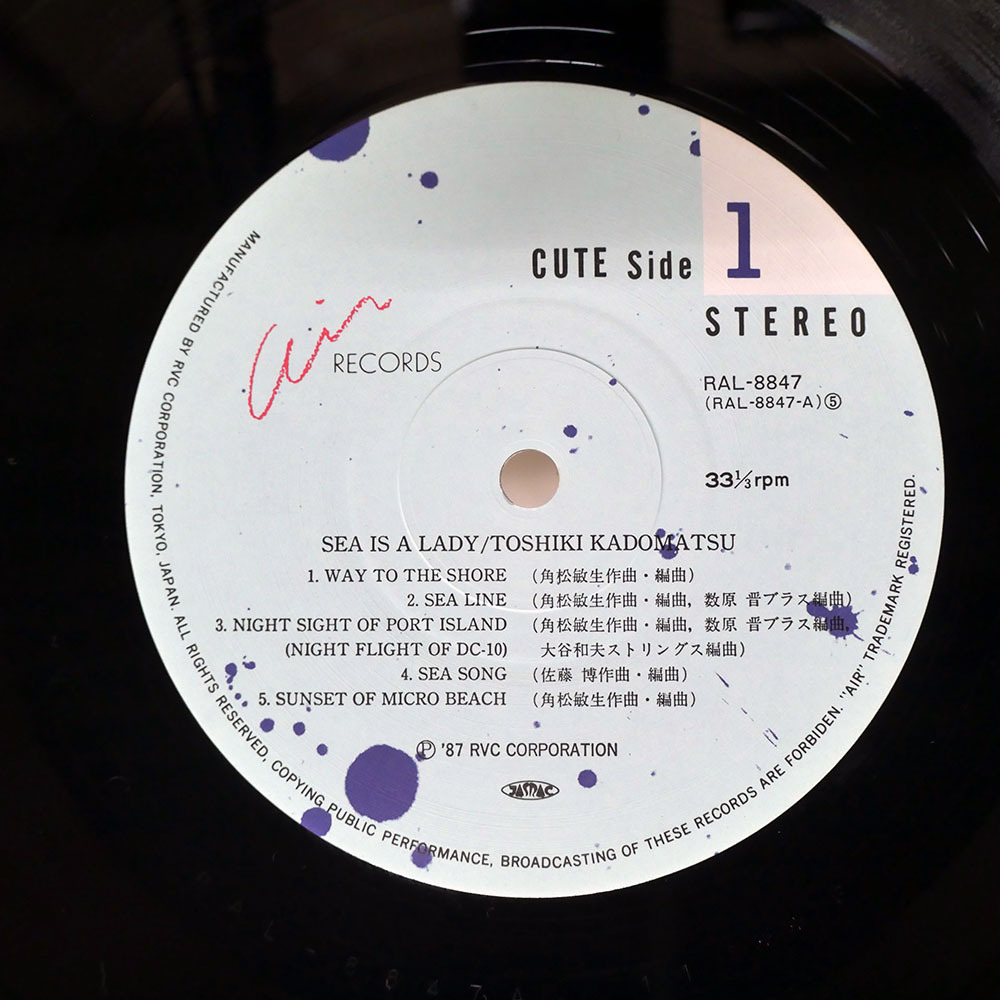 CUTE Side 1
STEREO
Air RECORDS
RAL-8847
(RAL-8847-A)⑤
33⅓rpm
SEA IS A LADY/TOSHIKI KADOMATSU
1. WAY TO THE SHORE (角松敏生作曲・編曲)
2. SEA LINE (角松敏生作曲・編曲, 数原 晋ブラス編曲)
3. NIGHT SIGHT OF PORT ISLAND (角松敏生作曲・編曲, 数原 晋ブラス編曲,
(NIGHT FLIGHT OF DC-10) 大谷和夫ストリングス編曲)
4. SEA SONG (佐藤 博作曲・編曲)
5. SUNSET OF MICRO BEACH (角松敏生作曲・編曲)
Ⓟ '87 RVC CORPORATION
JASRAC
MANUFACTURED BY RVC CORPORATION, TOKYO, JAPAN. ALL RIGHTS RESERVED, COPYING PUBLIC PERFORMANCE, BROADCASTING OF THESE RECORDS ARE FORBIDDEN. "AIR" TRADEMARK REGISTERED.